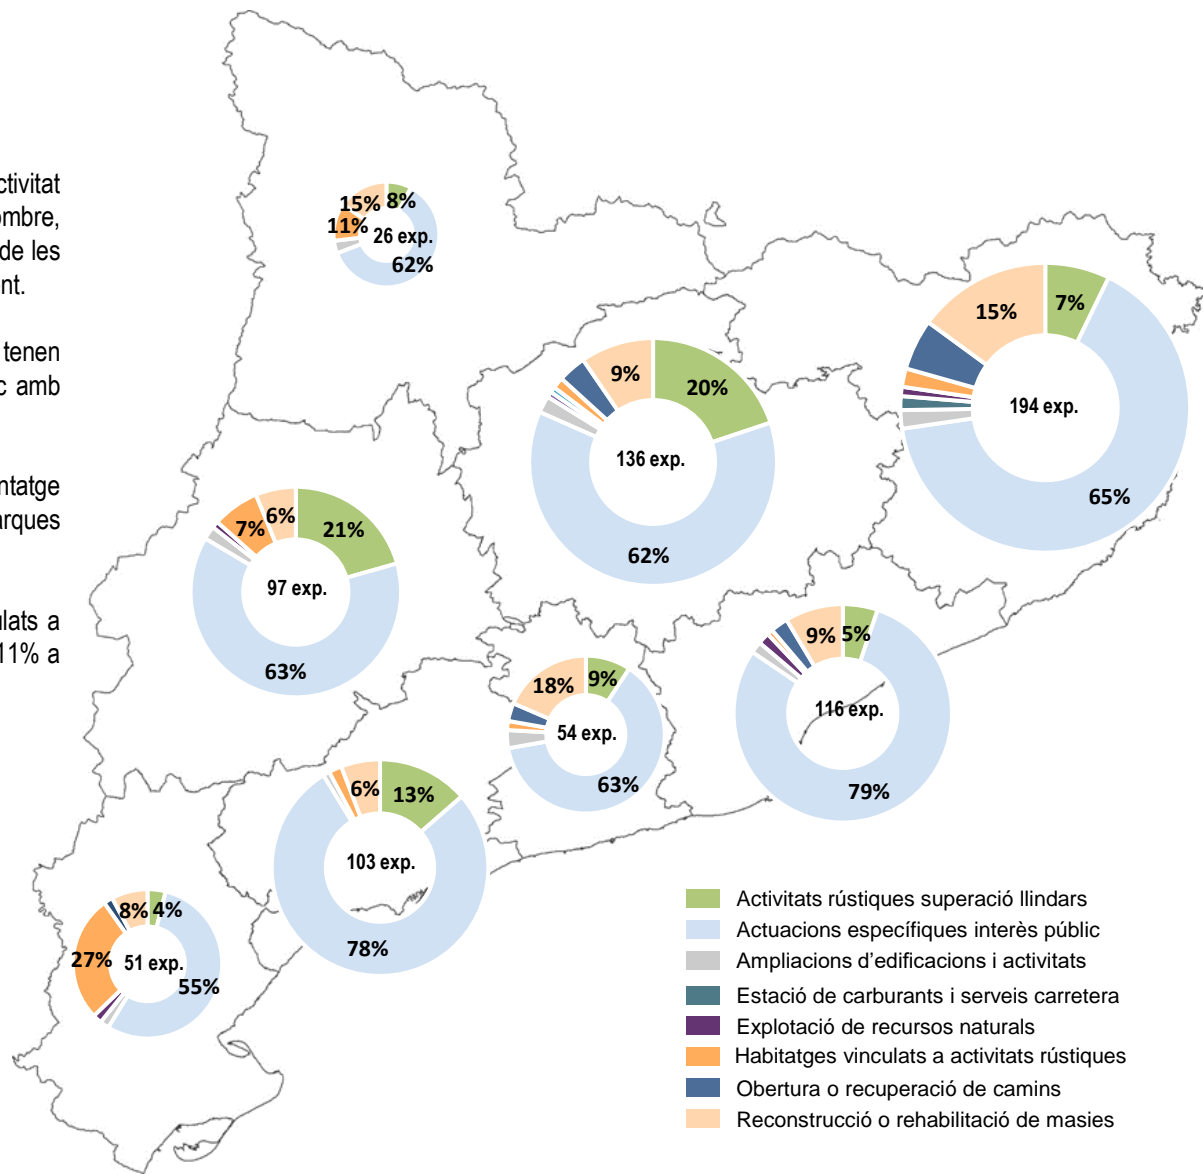 ctivitat
ombre,
de les
ent.
tenen
c amb
ntatge
arques
ulats a
11% a
15% 8%
11%
26 exp.
62%
15% 7%
194 exp.
65%
9% 20%
136 exp.
62%
7% 6% 21%
97 exp.
63%
18% 9%
54 exp.
63%
9% 5%
116 exp.
79%
6% 13%
103 exp.
78%
8% 4%
27%
51 exp.
55%
Activitats rústiques superació llindars
Actuacions específiques interès públic
Ampliacions d'edificacions i activitats
Estació de carburants i serveis carretera
Explotació de recursos naturals
Habitatges vinculats a activitats rústiques
Obertura o recuperació de camins
Reconstrucció o rehabilitació de masies